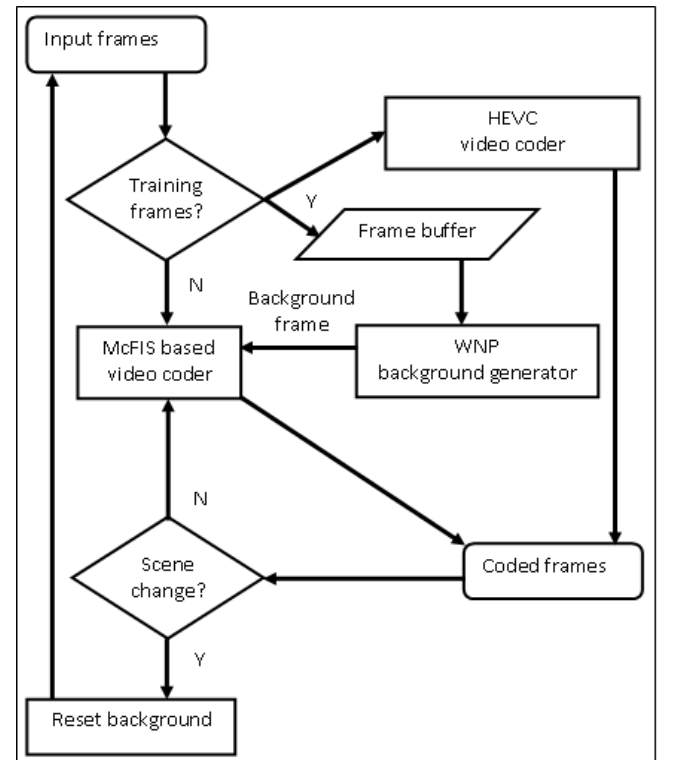 Input frames
HEVC
video coder
Training
frames?
Y
Frame buffer
N
Background
frame
McFIS based
video coder
WNP
background generator
N
Scene
change?
Coded frames
Y
Reset background